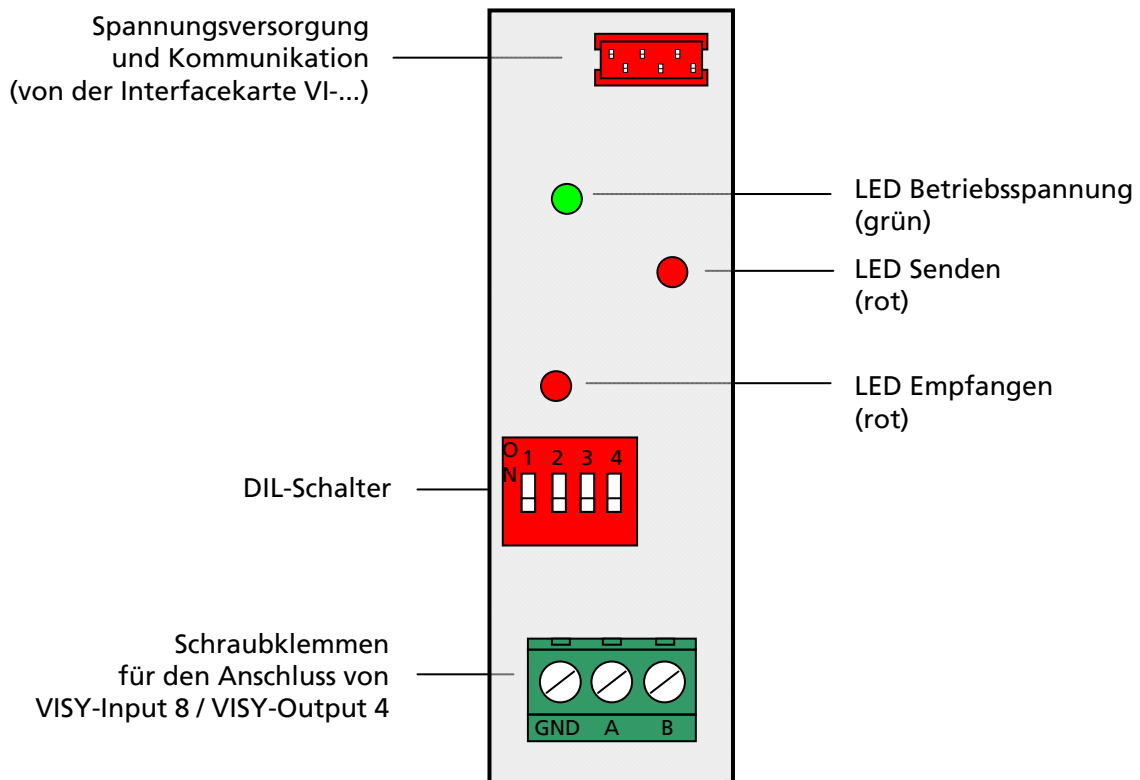 Spannungsversorgung
und Kommunikation
(von der Interfacekarte VI-...)
LED Betriebsspannung
(grün)
LED Senden
(rot)
LED Empfangen
(rot)
O
N
1 2 3 4
DIL-Schalter
Schraubklemmen
für den Anschluss von
VISY-Input 8 / VISY-Output 4
GND A B